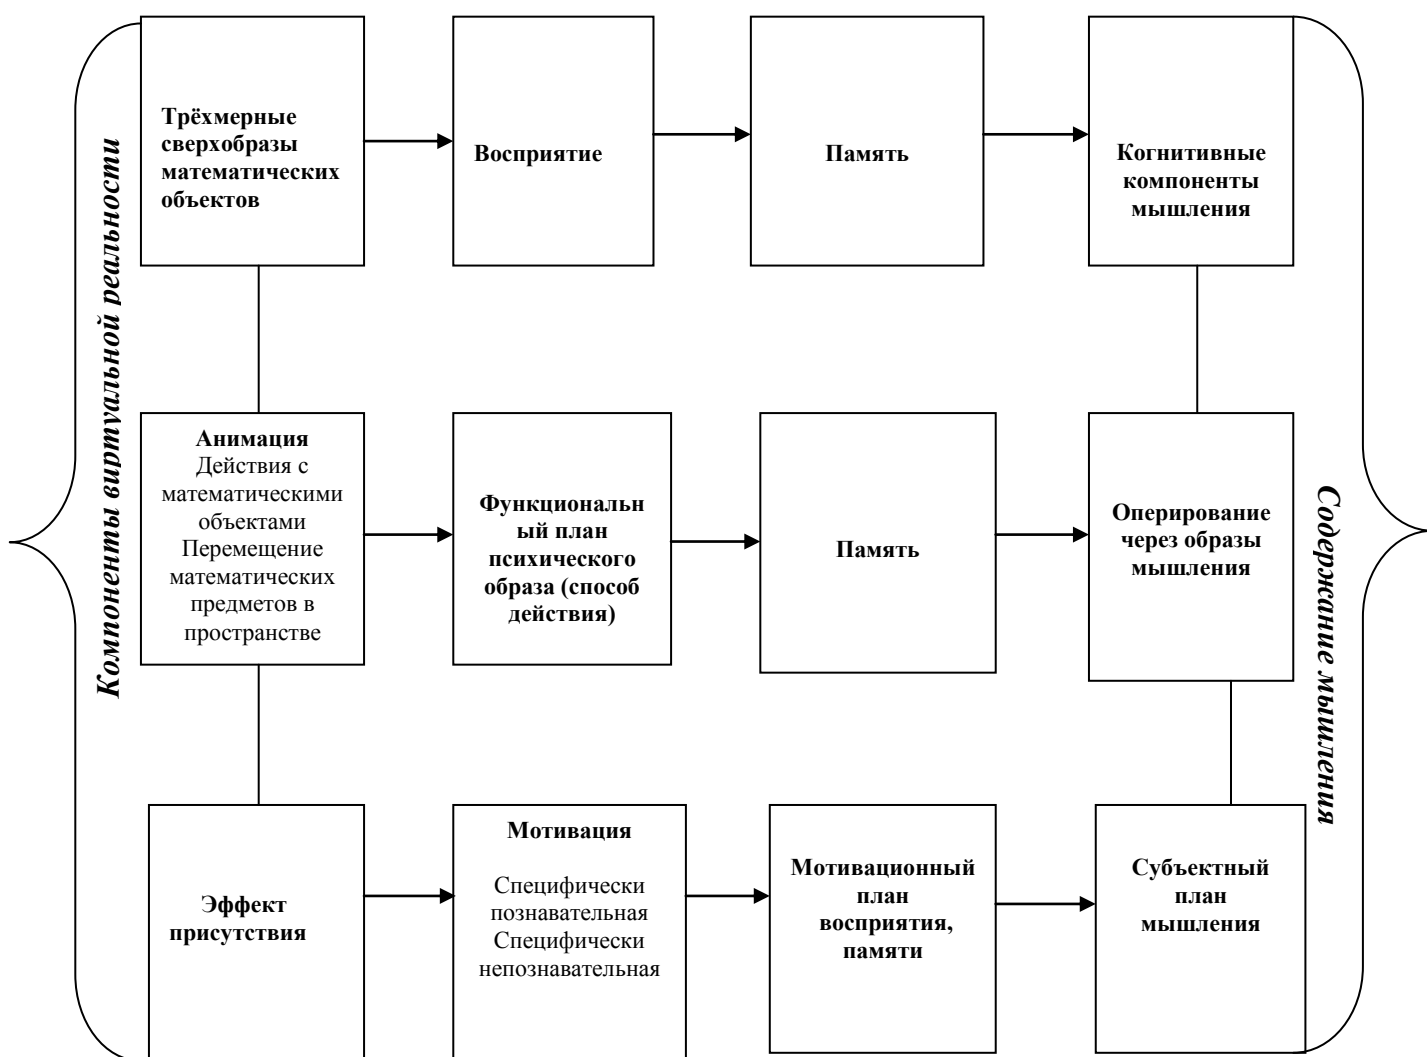 Компоненты виртуальной реальности
Трёхмерные
сверхобразы
математических
объектов
Восприятие
Память
Когнитивные
компоненты
мышления
Анимация
Действия с
математическими
объектами
Перемещение
математических
предметов в
пространстве
Функциональн
ый план
психического
образа (способ
действия)
Память
Оперирование
через образы
мышления
Эффект
присутствия
Мотивация
Специфически
познавательная
Специфически
непознавательная
Мотивационный
план
восприятия,
памяти
Субъектный
план
мышления
Содержание мышления